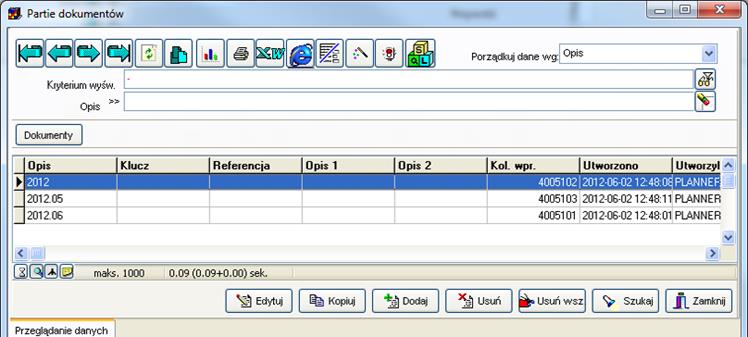 Partie dokumentów
Porządkuj dane wg: Opis
Kryterium wyśw. -
Opis >>
Dokumenty
Opis Klucz Referencja Opis 1 Opis 2 Kol. wpr. Utworzono Utworzył
2012 4005102 2012-06-02 12:48:08 PLANNER
2012.05 4005103 2012-06-02 12:48:11 PLANNER
2012.06 4005101 2012-06-02 12:48:01 PLANNER
maks. 1000 0.09 (0.09+0.00) sek.
Edytuj Kopiuj Dodaj Usuń Usuń wsz Szukaj Zamknij
Przeglądanie danych